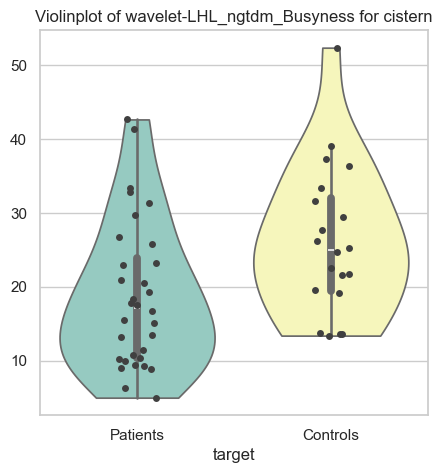 Violinplot of wavelet-LHL_ngtdm_Busyness for cistern
50
40
30
20
10
Patients
Controls
target